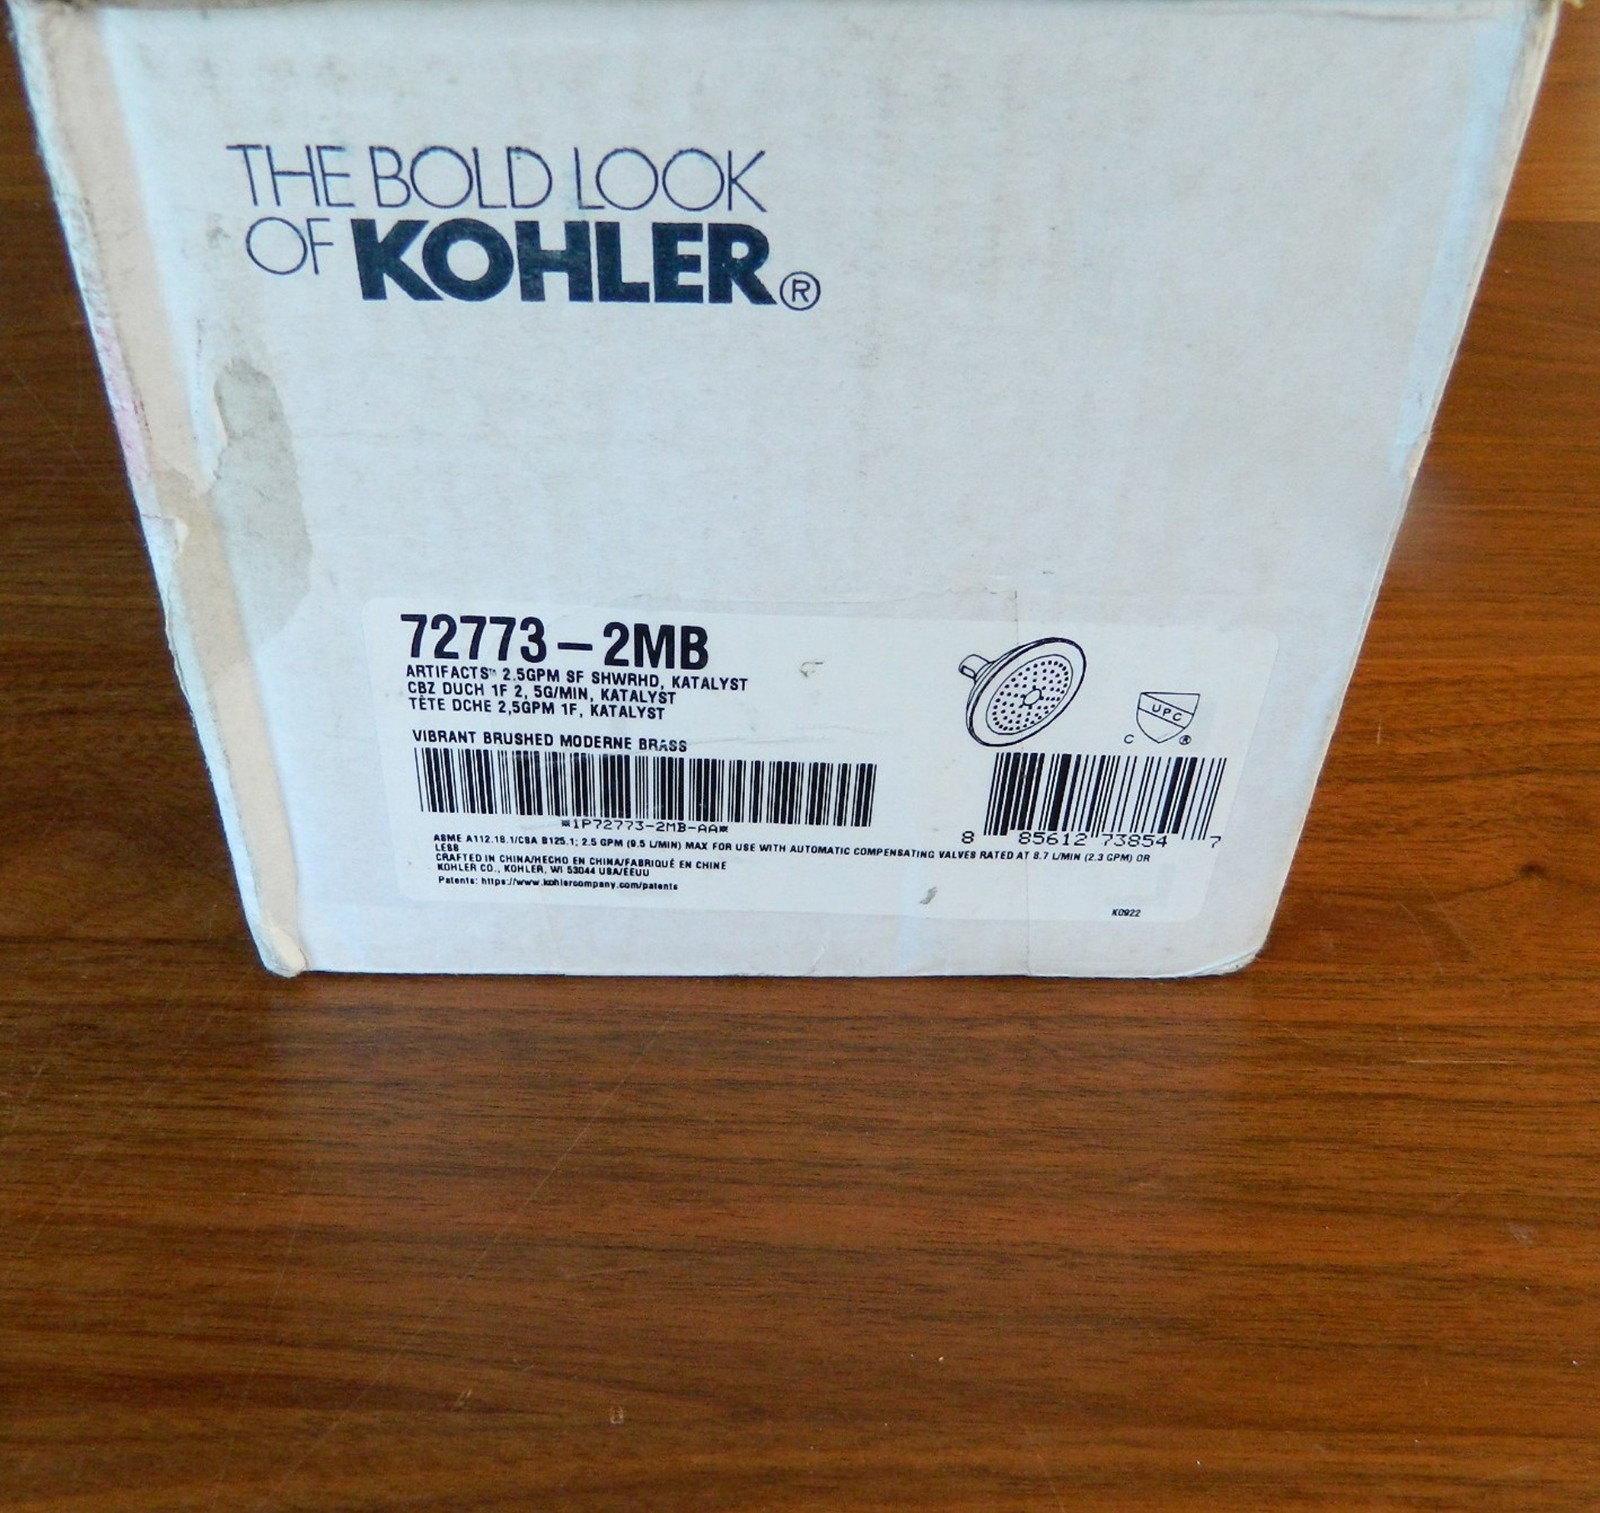 THE BOLD LOOK
OF KOHLER®
72773-2MB
ARTIFACTS™ 2.5GPM SF SHWRHD, KATALYST
CBZ DUCH 1F 2, 5G/MIN, KATALYST
TÊTE DCHE 2,5GPM 1F, KATALYST
VIBRANT BRUSHED MODERNE BRASS
*1P72773-2MB-AA*
UPC
C ®
8 85612 73854 7
ASME A112.18.1/CSA B125.1; 2.5 GPM (9.5 L/MIN) MAX FOR USE WITH AUTOMATIC COMPENSATING VALVES RATED AT 8.7 L/MIN (2.3 GPM) OR
LESS
CRAFTED IN CHINA/HECHO EN CHINA/FABRIQUÉ EN CHINE
KOHLER CO., KOHLER, WI 53044 USA/EEUU
Patents: https://www.kohlercompany.com/patents
K0922